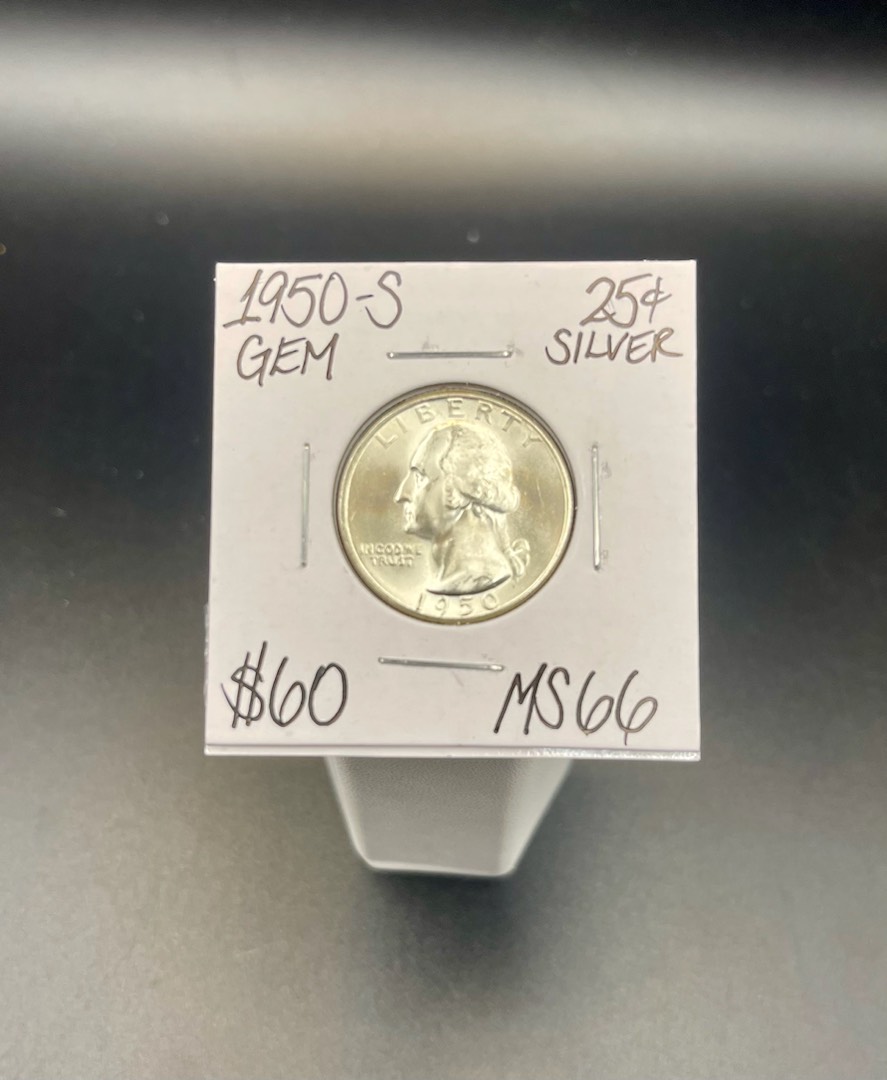 1950-S
GEM
25¢
SILVER
LIBERTY
IN GOD WE
TRUST
1950
$60
MS66